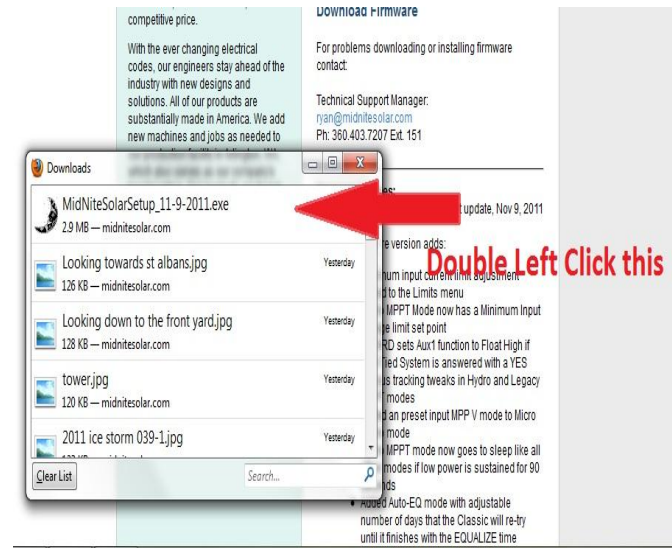 competitive price.
With the ever changing electrical
codes, our engineers stay ahead of the
industry with new designs and
solutions. All of our products are
substantially made in America. We add
new machines and jobs as needed to
Download Firmware
For problems downloading or installing firmware
contact:
Technical Support Manager:
ryan@midnitesolar.com
Ph: 360.403.7207 Ext. 151
Downloads
MidNiteSolarSetup_11-9-2011.exe
2.9 MB — midnitesolar.com
Looking towards st albans.jpg
Yesterday
126 KB — midnitesolar.com
Looking down to the front yard.jpg
Yesterday
128 KB — midnitesolar.com
tower.jpg
Yesterday
120 KB — midnitesolar.com
2011 ice storm 039-1.jpg
Yesterday
Clear List
Search...
Double Left Click this
update, Nov 9, 2011
version adds:
input current limit adjustment
to the Limits menu
MPPT Mode now has a Minimum Input
limit set point
sets Aux1 function to Float High if
System is answered with a YES
tracking tweaks in Hydro and Legacy
modes
an preset input MPP V mode to Micro
mode
MPPT mode now goes to sleep like all
modes if low power is sustained for 90
• Added Auto-EQ mode with adjustable
number of days that the Classic will re-try
until it finishes with the EQUALIZE time